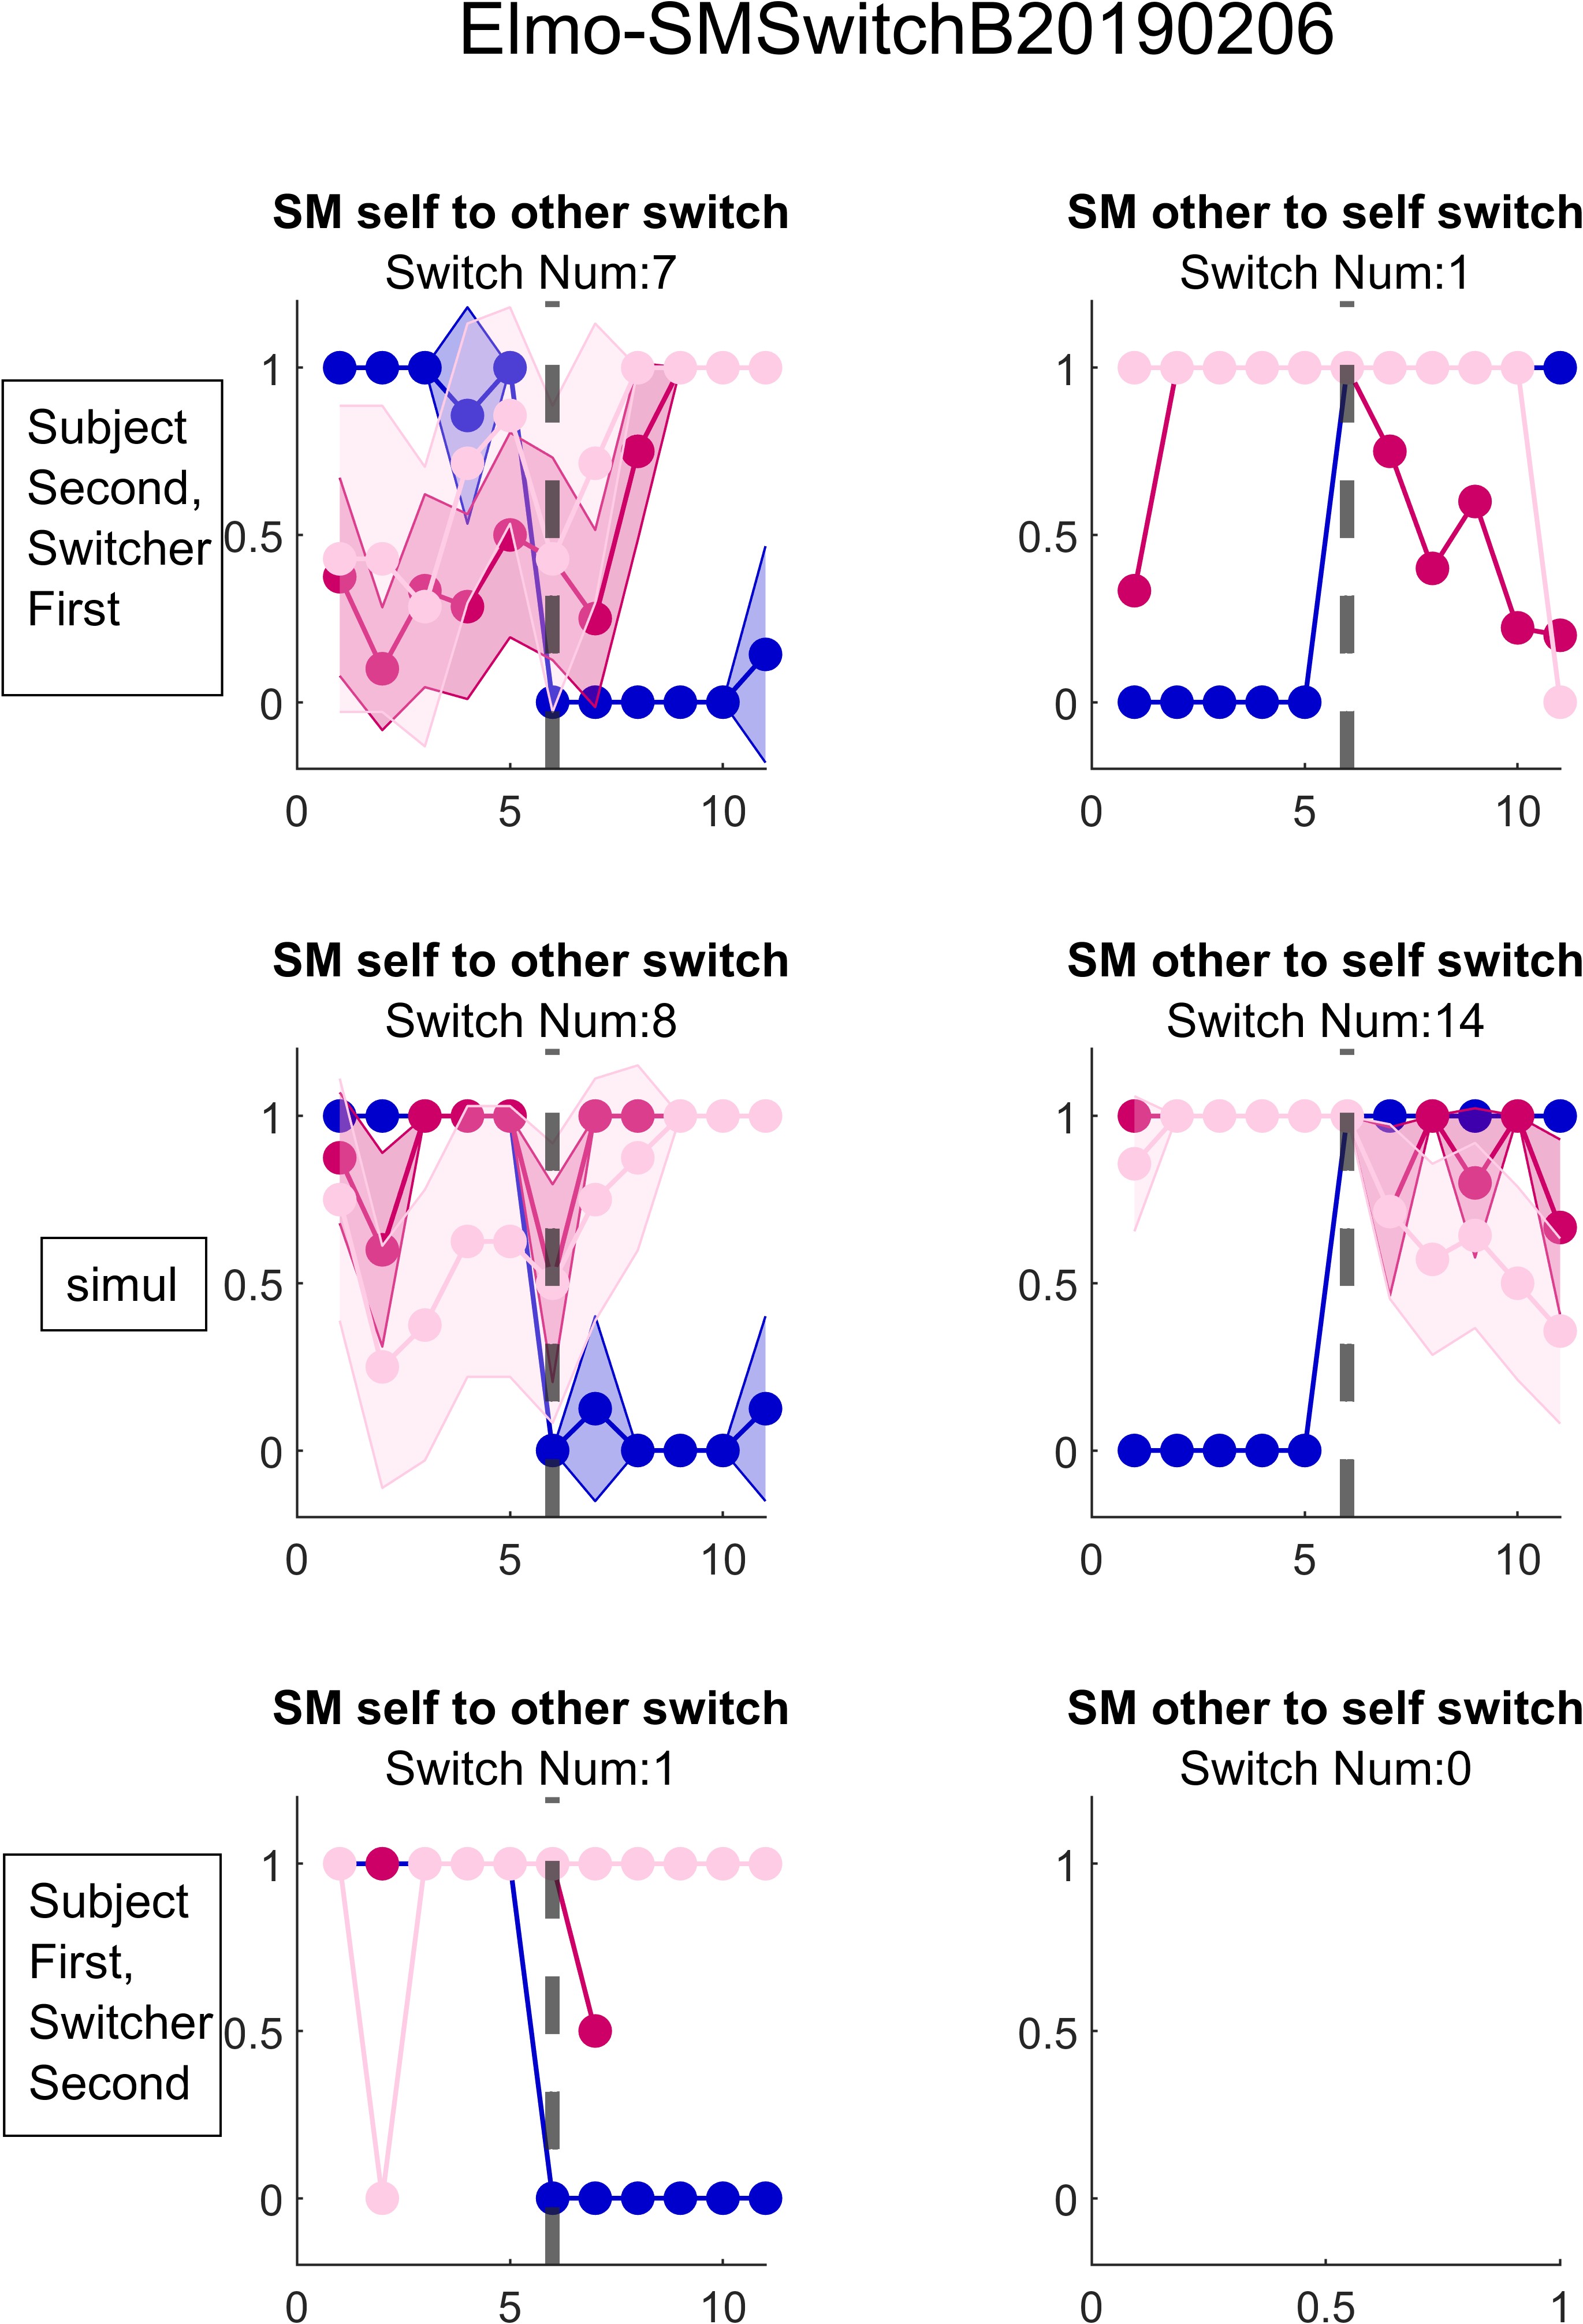 Elmo-SMSwitchB20190206
SM self to other switch
Switch Num:7
SM other to self switch
Switch Num:1
Subject
Second,
Switcher
First
1
0.5
0
0
5
10
1
0.5
0
0
5
10
SM self to other switch
Switch Num:8
SM other to self switch
Switch Num:14
simul
1
0.5
0
0
5
10
1
0.5
0
0
5
10
SM self to other switch
Switch Num:1
SM other to self switch
Switch Num:0
Subject
First,
Switcher
Second
1
0.5
0
0
5
10
1
0.5
0
0
0.5
1